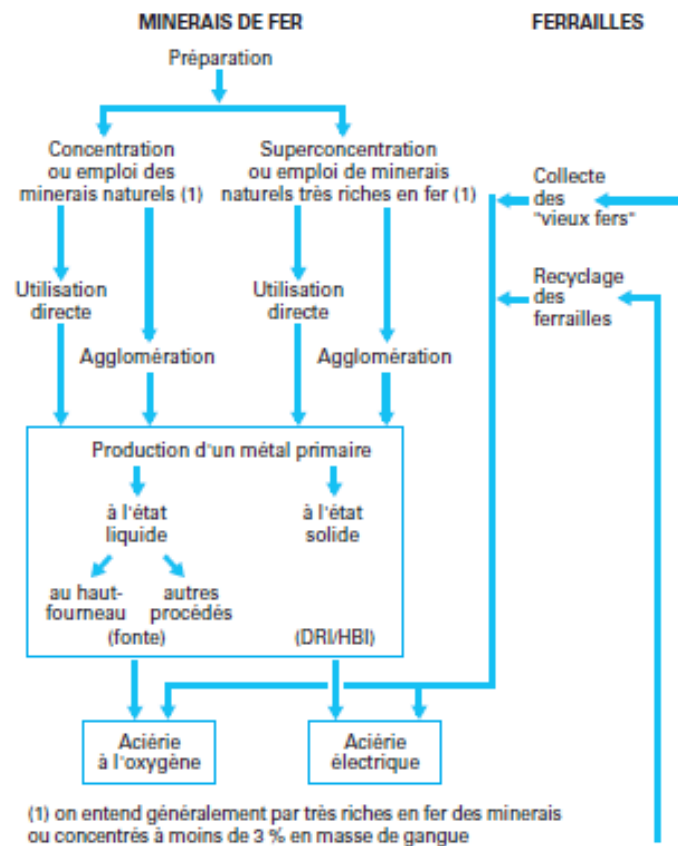 MINERAIS DE FER
FERRAILLES
Préparation
Concentration
ou emploi des
minerais naturels (1)
Superconcentration
ou emploi de minerais
naturels très riches en fer (1)
Collecte
des
"vieux fers"
Utilisation
directe
Utilisation
directe
Recyclage
des
ferrailles
Agglomération
Agglomération
Production d'un métal primaire
à l'état
liquide
à l'état
solide
au haut-
fourneau
autres
procédés
(fonte)
(DRI/HBI)
Aciérie
à l'oxygène
Aciérie
électrique
(1) on entend généralement par très riches en fer des minerais
ou concentrés à moins de 3 % en masse de gangue